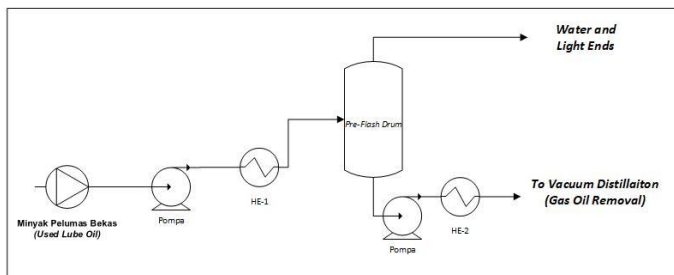 Water and
Light Ends
Pre-Flash Drum
HE-1
Minyak Pelumas Bekas
(Used Lube Oil)
Pompa
To Vacuum Distillaiton
(Gas Oil Removal)
Pompa
HE-2